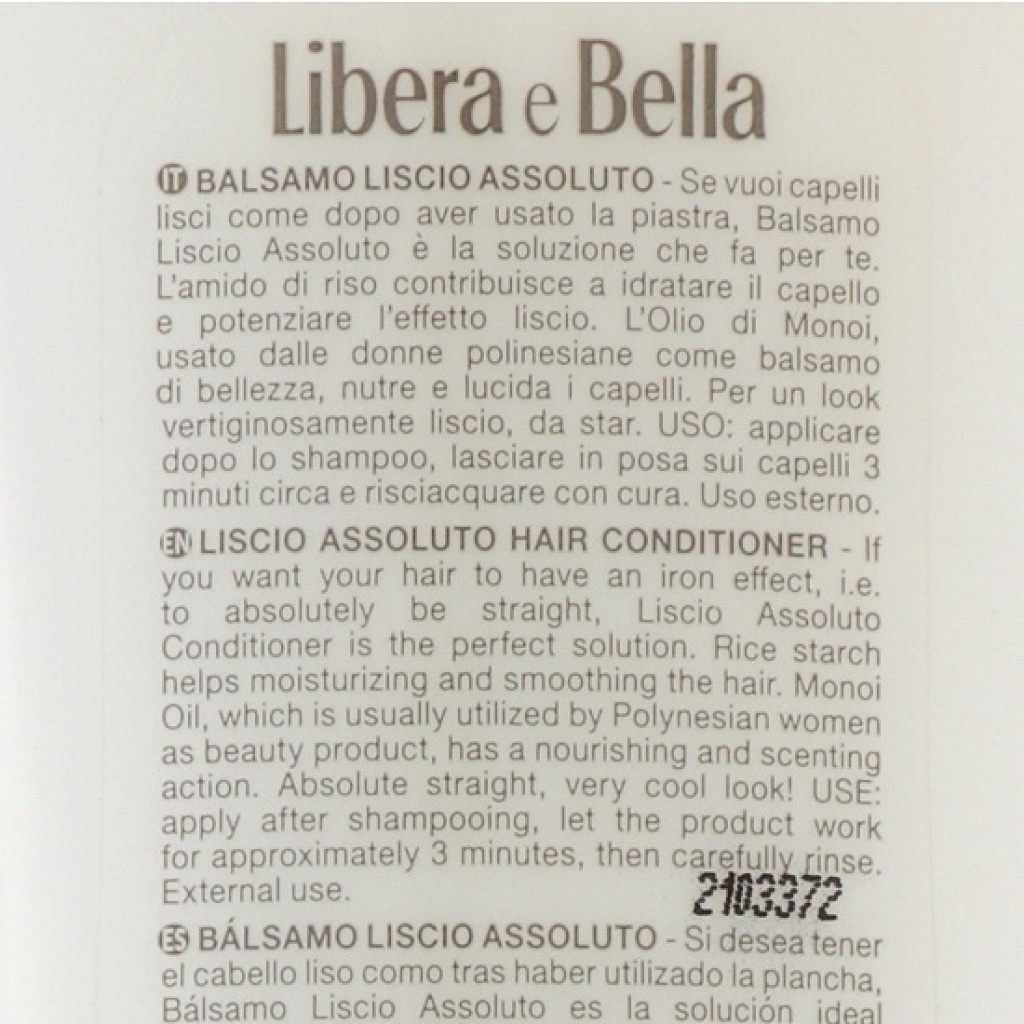 Libera e Bella
IT BALSAMO LISCIO ASSOLUTO - Se vuoi capelli
lisci come dopo aver usato la piastra, Balsamo
Liscio Assoluto è la soluzione che fa per te.
L'amido di riso contribuisce a idratare il capello
e potenziare l'effetto liscio. L'Olio di Monoi,
usato dalle donne polinesiane come balsamo
di bellezza, nutre e lucida i capelli. Per un look
vertiginosamente liscio, da star. USO: applicare
dopo lo shampoo, lasciare in posa sui capelli 3
minuti circa e risciacquare con cura. Uso esterno.
EN LISCIO ASSOLUTO HAIR CONDITIONER - If
you want your hair to have an iron effect, i.e.
to absolutely be straight, Liscio Assoluto
Conditioner is the perfect solution. Rice starch
helps moisturizing and smoothing the hair. Monoi
Oil, which is usually utilized by Polynesian women
as beauty product, has a nourishing and scenting
action. Absolute straight, very cool look! USE:
apply after shampooing, let the product work
for approximately 3 minutes, then carefully rinse.
External use.
2103372
ES BÁLSAMO LISCIO ASSOLUTO - Si desea tener
el cabello liso como tras haber utilizado la plancha,
Bálsamo Liscio Assoluto es la solución ideal